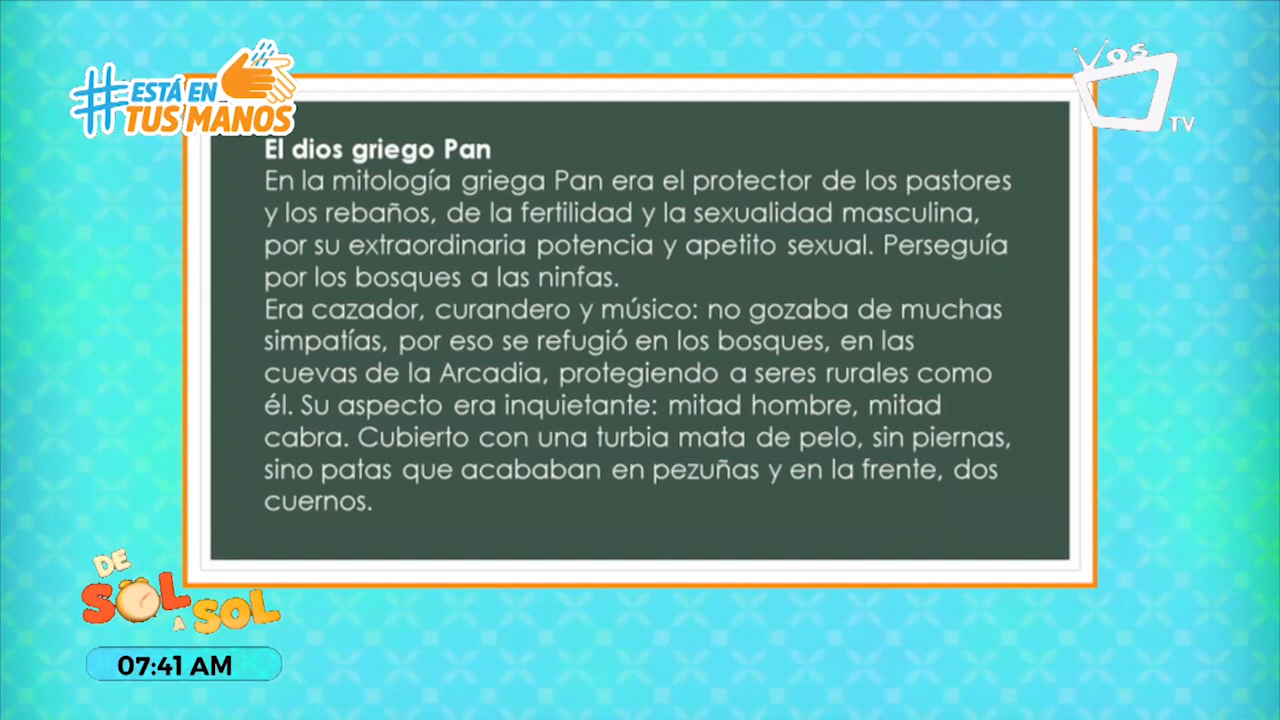 #ESTÁ EN
TUS MANOS
Vos
TV
El dios griego Pan
En la mitología griega Pan era el protector de los pastores
y los rebaños, de la fertilidad y la sexualidad masculina,
por su extraordinaria potencia y apetito sexual. Perseguía
por los bosques a las ninfas.
Era cazador, curandero y músico: no gozaba de muchas
simpatías, por eso se refugió en los bosques, en las
cuevas de la Arcadia, protegiendo a seres rurales como
él. Su aspecto era inquietante: mitad hombre, mitad
cabra. Cubierto con una turbia mata de pelo, sin piernas,
sino patas que acababan en pezuñas y en la frente, dos
cuernos.
DE
SOL
A SOL
07:41 AM